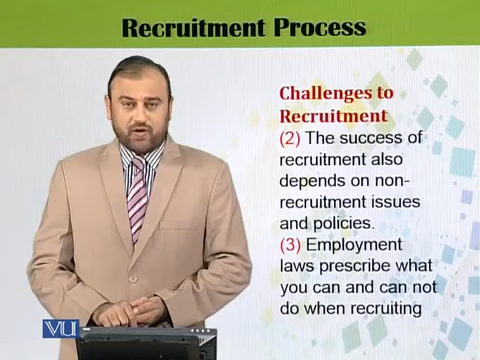 Recruitment Process
Challenges to
Recruitment
(2) The success of
recruitment also
depends on non-
recruitment issues
and policies.
(3) Employment
laws prescribe what
you can and can not
do when recruiting
VU